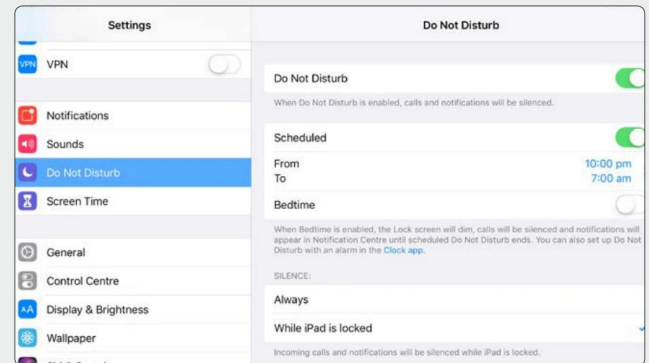 Settings
Do Not Disturb
VPN VPN
Notifications
Sounds
Do Not Disturb
Screen Time
General
Control Centre
AA Display & Brightness
Wallpaper
Do Not Disturb
When Do Not Disturb is enabled, calls and notifications will be silenced.
Scheduled
From 10:00 pm
To 7:00 am
Bedtime
When Bedtime is enabled, the Lock screen will dim, calls will be silenced and notifications will
appear in Notification Centre until scheduled Do Not Disturb ends. You can also set up Do Not
Disturb with an alarm in the Clock app.
SILENCE:
Always
While iPad is locked
Incoming calls and notifications will be silenced while iPad is locked.